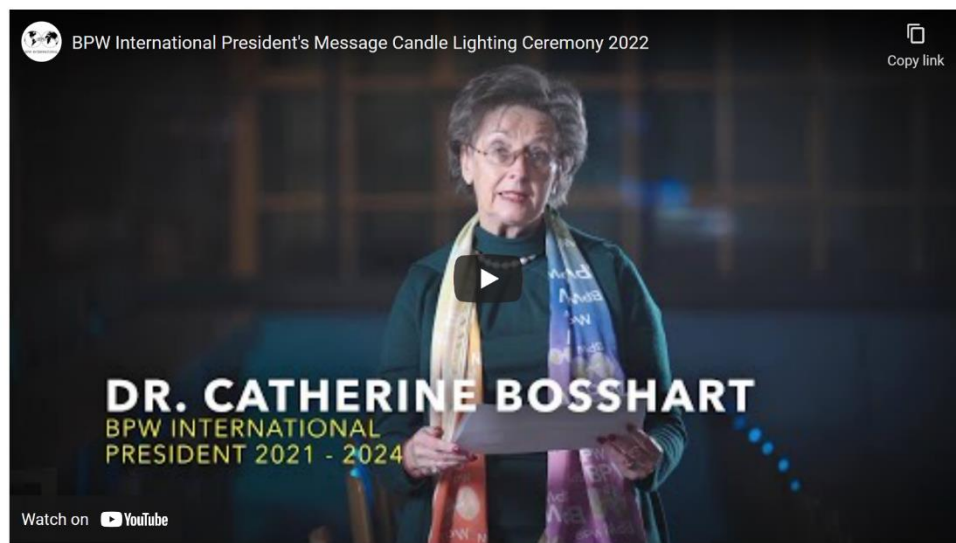 BPW International President's Message Candle Lighting Ceremony 2022
Copy link
DR. CATHERINE BOSSHART
BPW INTERNATIONAL
PRESIDENT 2021 - 2024
Watch on YouTube